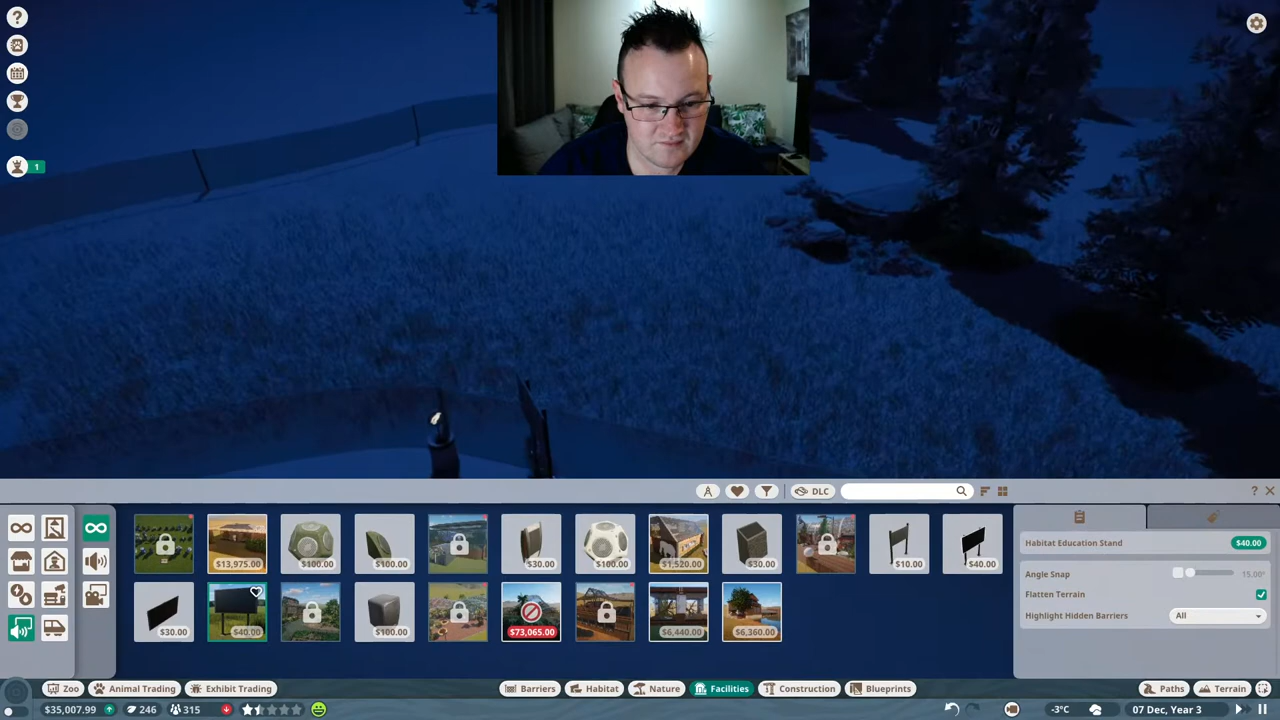 ?
1
DLC
?
$13,975.00
$100.00
$100.00
$30.00
$100.00
$1,520.00
$30.00
$10.00
$40.00
$30.00
$40.00
$100.00
$73,065.00
$6,440.00
$6,360.00
Habitat Education Stand
$40.00
Angle Snap
15.00°
Flatten Terrain
Highlight Hidden Barriers
All
Zoo
Animal Trading
Exhibit Trading
Barriers
Habitat
Nature
Facilities
Construction
Blueprints
Paths
Terrain
$35,007.99
246
315
-3°C
07 Dec, Year 3